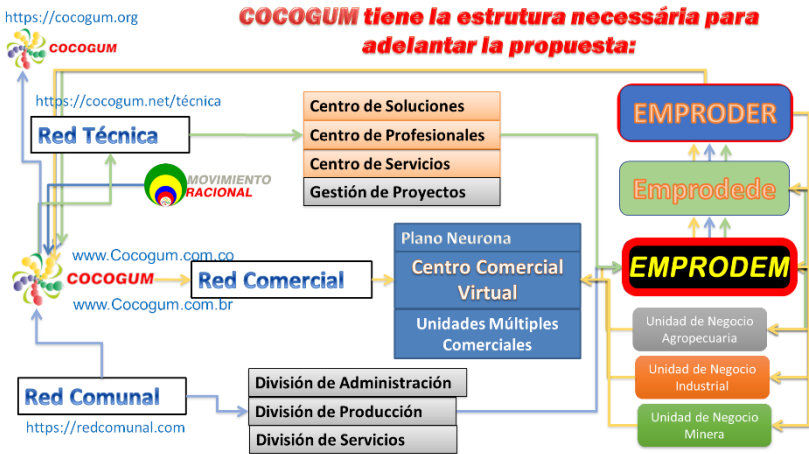 https://cocogum.org
COCOGUM tiene la estrutura necessária para
adelantar la propuesta:
COCOGUM
https://cocogum.net/técnica
Red Técnica
Centro de Soluciones
Centro de Profesionales
Centro de Servicios
Gestión de Proyectos
EMPRODER
MOVIMIENTO
RACIONAL
Emprodede
www.Cocogum.com.co
COCOGUM
www.Cocogum.com.br
Red Comercial
Plano Neurona
Centro Comercial
Virtual
Unidades Múltiples
Comerciales
EMPRODEM
Unidad de Negocio
Agropecuaria
Unidad de Negocio
Industrial
Unidad de Negocio
Minera
Red Comunal
https://redcomunal.com
División de Administración
División de Producción
División de Servicios